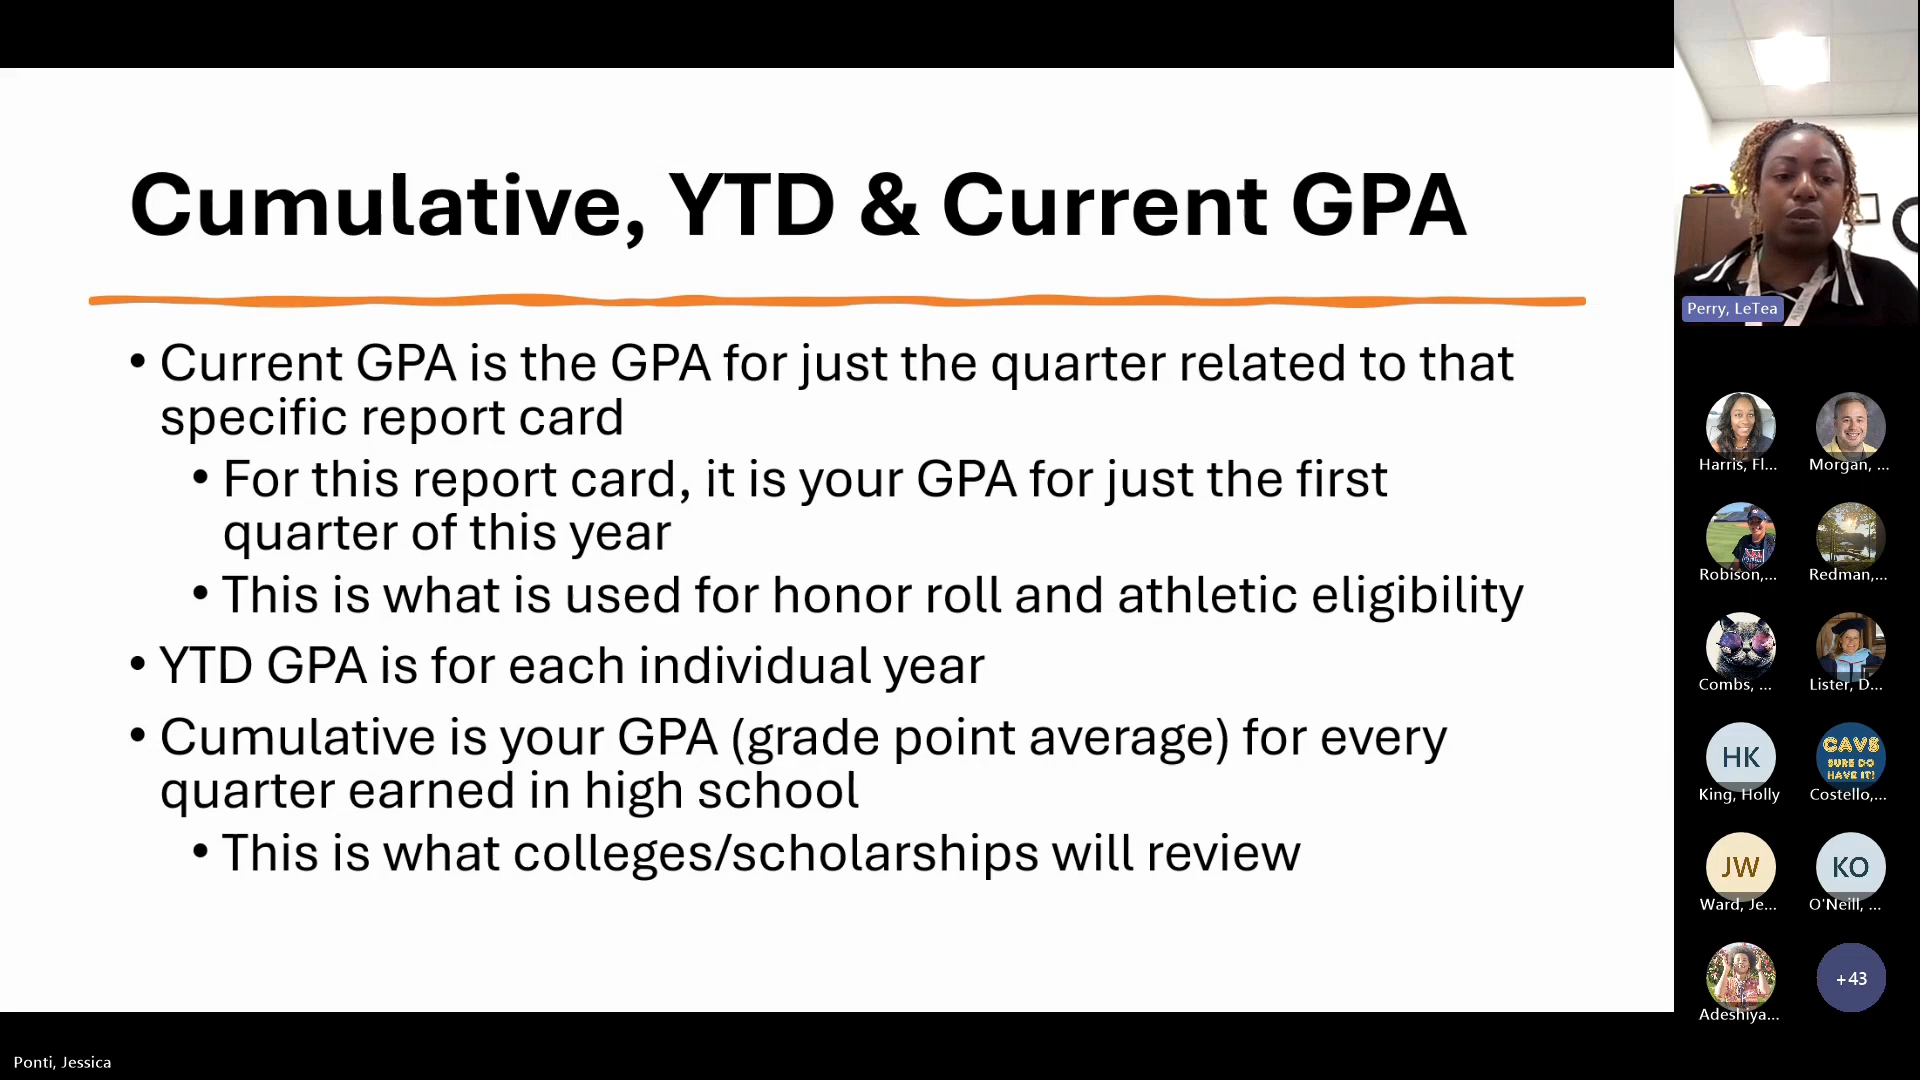 Cumulative, YTD & Current GPA
• Current GPA is the GPA for just the quarter related to that
specific report card
• For this report card, it is your GPA for just the first
quarter of this year
• This is what is used for honor roll and athletic eligibility
• YTD GPA is for each individual year
• Cumulative is your GPA (grade point average) for every
quarter earned in high school
• This is what colleges/scholarships will review
Perry, LeTea
Harris, Fl...
Morgan, ...
Robison,...
Redman,...
Combs, ...
Lister, D...
HK
King, Holly
CAVS
SURE DO
HAVE IT!
Costello,...
JW
Ward, Je...
KO
O'Neill, ...
Adeshiya...
+43
Ponti, Jessica